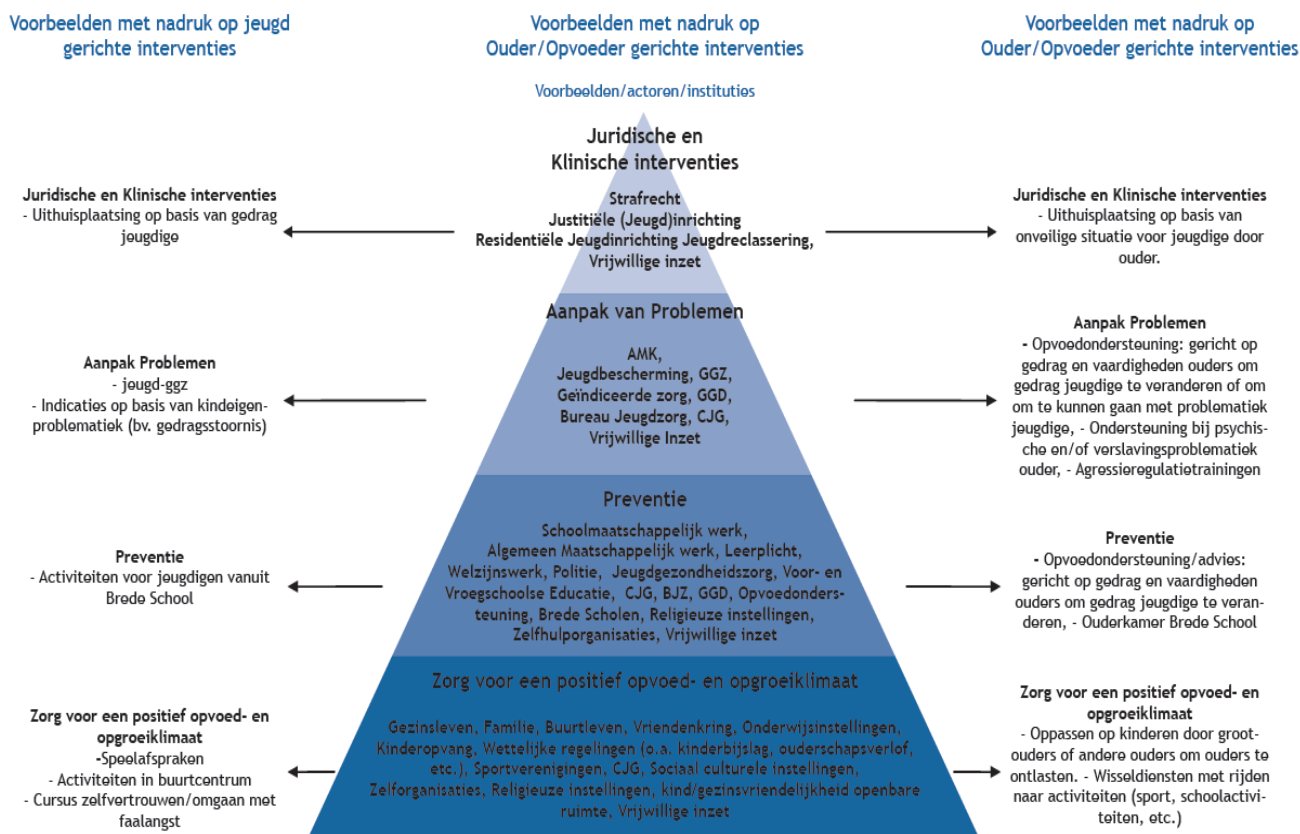 Voorbeelden met nadruk op jeugd
gerichte interventies
Voorbeelden met nadruk op
Ouder/Opvoeder gerichte interventies
Voorbeelden met nadruk op
Ouder/Opvoeder gerichte interventies
Voorbeelden/actoren/instituties
Juridische en
Klinische interventies
Strafrecht
Justitiële (Jeugd)inrichting
Residentiële Jeugdinrichting Jeugdreclassering,
Vrijwillige inzet
Juridische en Klinische interventies
- Uithuisplaatsing op basis van gedrag
jeugdige
Juridische en Klinische interventies
- Uithuisplaatsing op basis van
onveilige situatie voor jeugdige door
ouder.
Aanpak van Problemen
AMK,
Jeugdbescherming, GGZ,
Geïndiceerde zorg, GGD,
Bureau Jeugdzorg, CJG,
Vrijwillige Inzet
Aanpak Problemen
- jeugd-ggz
- Indicaties op basis van kindeigen-
problematiek (bv. gedragsstoornis)
Aanpak Problemen
- Opvoedondersteuning: gericht op
gedrag en vaardigheden ouders om
gedrag jeugdige te veranderen of om
om te kunnen gaan met problematiek
jeugdige, - Ondersteuning bij psychis-
che en/of verslavingsproblematiek
ouder, - Agressieregulatietrainingen
Preventie
Schoolmaatschappelijk werk,
Algemeen Maatschappelijk werk, Leerplicht,
Welzijnswerk, Politie, Jeugdgezondheidszorg, Voor- en
Vroegschoolse Educatie, CJG, BJZ, GGD, Opvoedonders-
teuning, Brede Scholen, Religieuze instellingen,
Zelfhulporganisaties, Vrijwillige inzet
Preventie
- Activiteiten voor jeugdigen vanuit
Brede School
Preventie
- Opvoedondersteuning/advies:
gericht op gedrag en vaardigheden
ouders om gedrag jeugdige te veran-
deren, - Ouderkamer Brede School
Zorg voor een positief opvoed- en opgroeiklimaat
Gezinsleven, Familie, Buurtleven, Vriendenkring, Onderwijsinstellingen,
Kinderopvang, Wettelijke regelingen (o.a. kinderbijslag, ouderschapsverlof,
etc.), Sportverenigingen, CJG, Sociaal culturele instellingen,
Zelforganisaties, Religieuze instellingen, kind/gezinsvriendelijkheid openbare
ruimte, Vrijwillige inzet
Zorg voor een positief opvoed- en
opgroeiklimaat
-Speelafspraken
- Activiteiten in buurtcentrum
- Cursus zelfvertrouwen/omgaan met
faalangst
Zorg voor een positief opvoed- en
opgroeiklimaat
- Oppassen op kinderen door groot-
ouders of andere ouders om ouders te
ontlasten. - Wisseldiensten met rijden
naar activiteiten (sport, schoolactivi-
teiten, etc.)